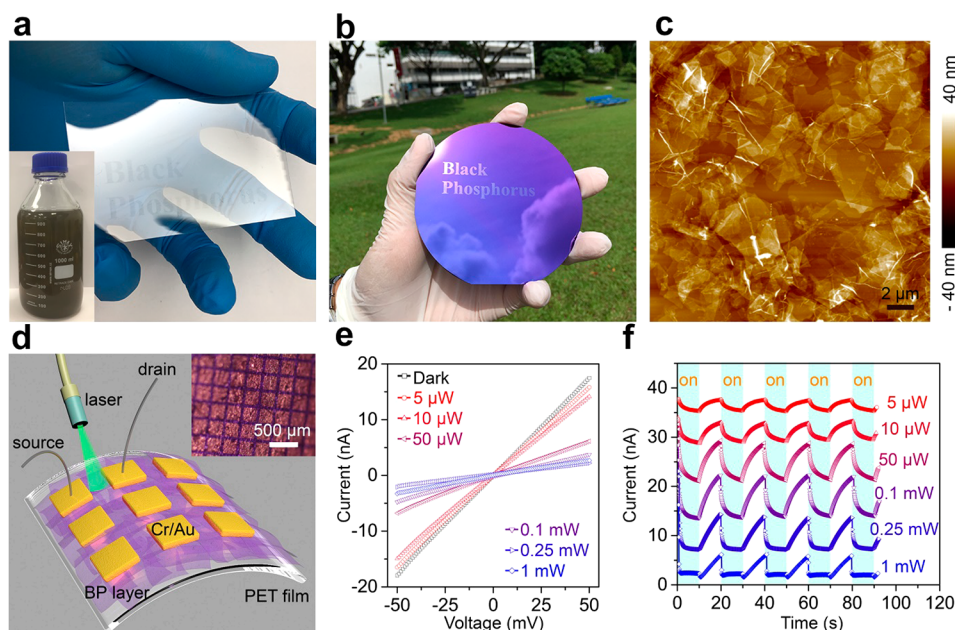 a
Black
Phosphorus
1000 ml
b
Black
Phosphorus
c
40 nm
- 40 nm
2 µm
d
laser
drain
source
500 µm
Cr/Au
BP layer
PET film
e
Current (nA)
20
10
0
-10
-20
Dark
5 µW
10 µW
50 µW
0.1 mW
0.25 mW
1 mW
-50
-25
0
25
50
Voltage (mV)
f
Current (nA)
40
30
20
10
0
on
on
on
on
on
5 µW
10 µW
50 µW
0.1 mW
0.25 mW
1 mW
0
20
40
60
80
100
Time (s)